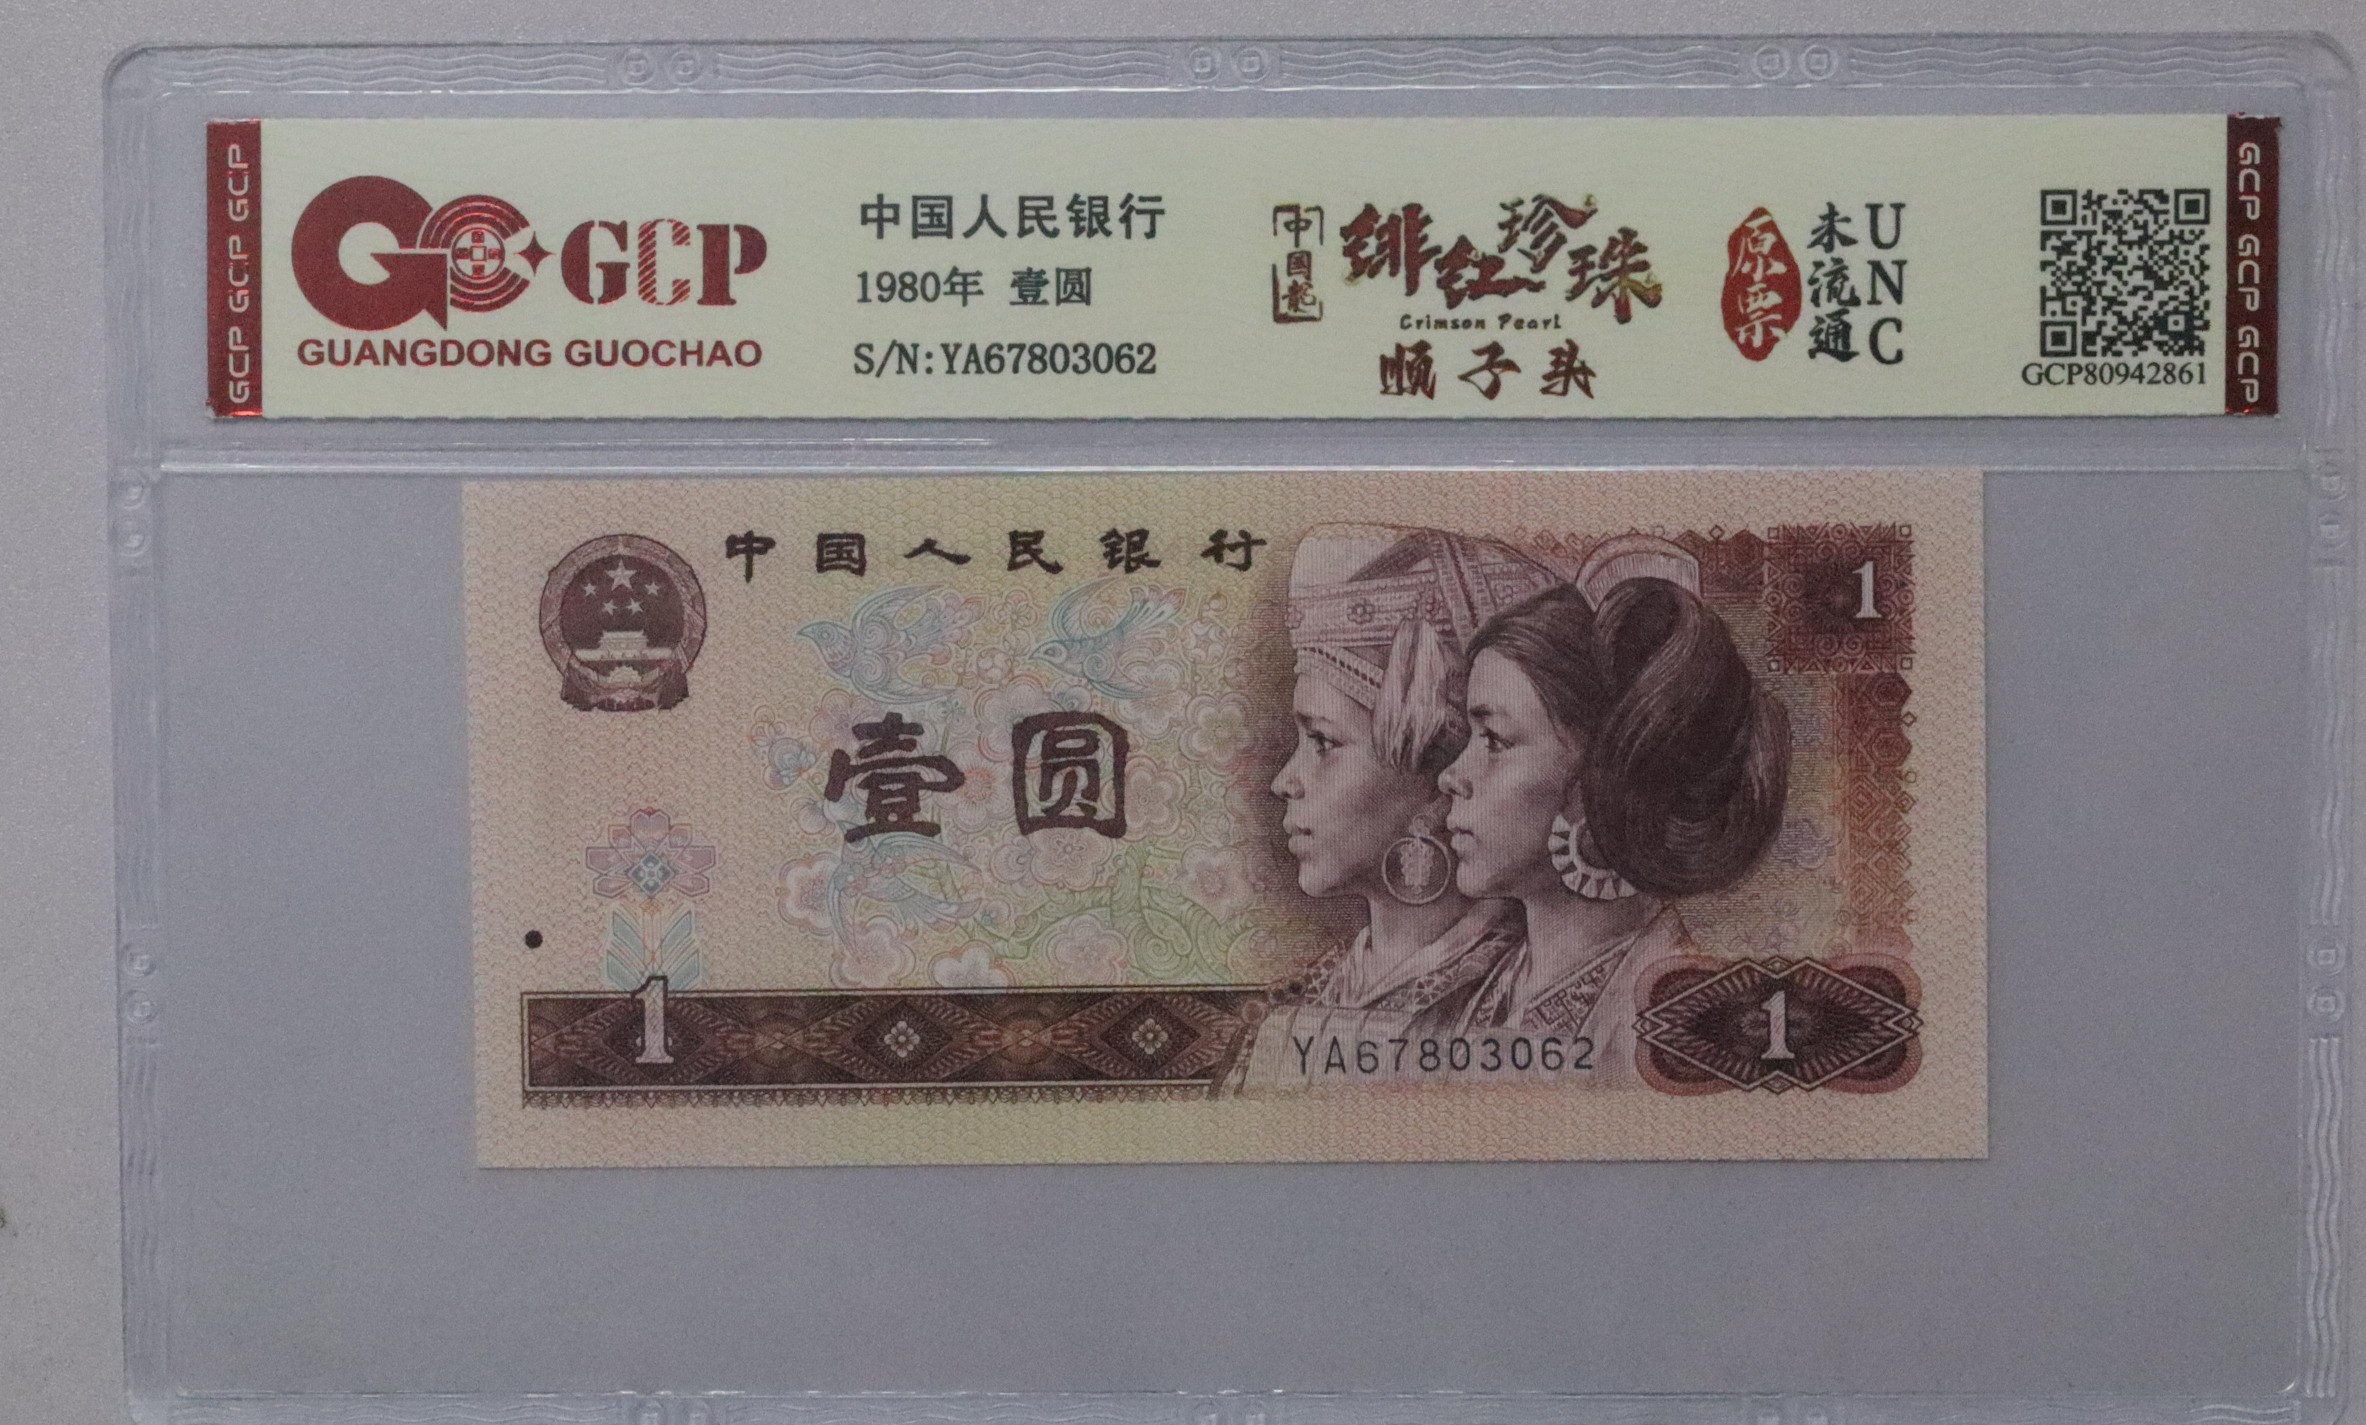 GCP GCP GCP
GCP
GUANGDONG GUOCHAO
中国人民银行
1980年 壹圆
S/N:YA67803062
中国龙
绯红珍珠
Crimson Pearl
顺子头
原票
未流通
UNC
GCP80942861
GCP GCP GCP
中国人民银行
1
壹圆
1
YA67803062
1